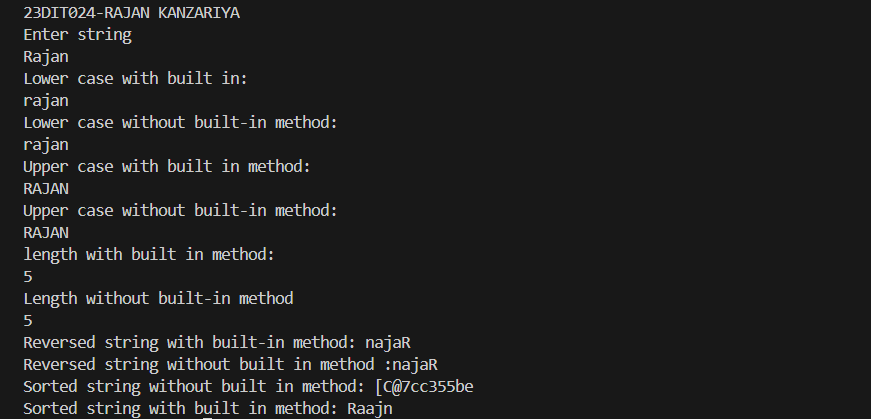 23DIT024-RAJAN KANZARIYA
Enter string
Rajan
Lower case with built in:
rajan
Lower case without built-in method:
rajan
Upper case with built in method:
RAJAN
Upper case without built-in method:
RAJAN
length with built in method:
5
Length without built-in method
5
Reversed string with built-in method: najaR
Reversed string without built in method :najaR
Sorted string without built in method: [C@7cc355be
Sorted string with built in method: Raajn